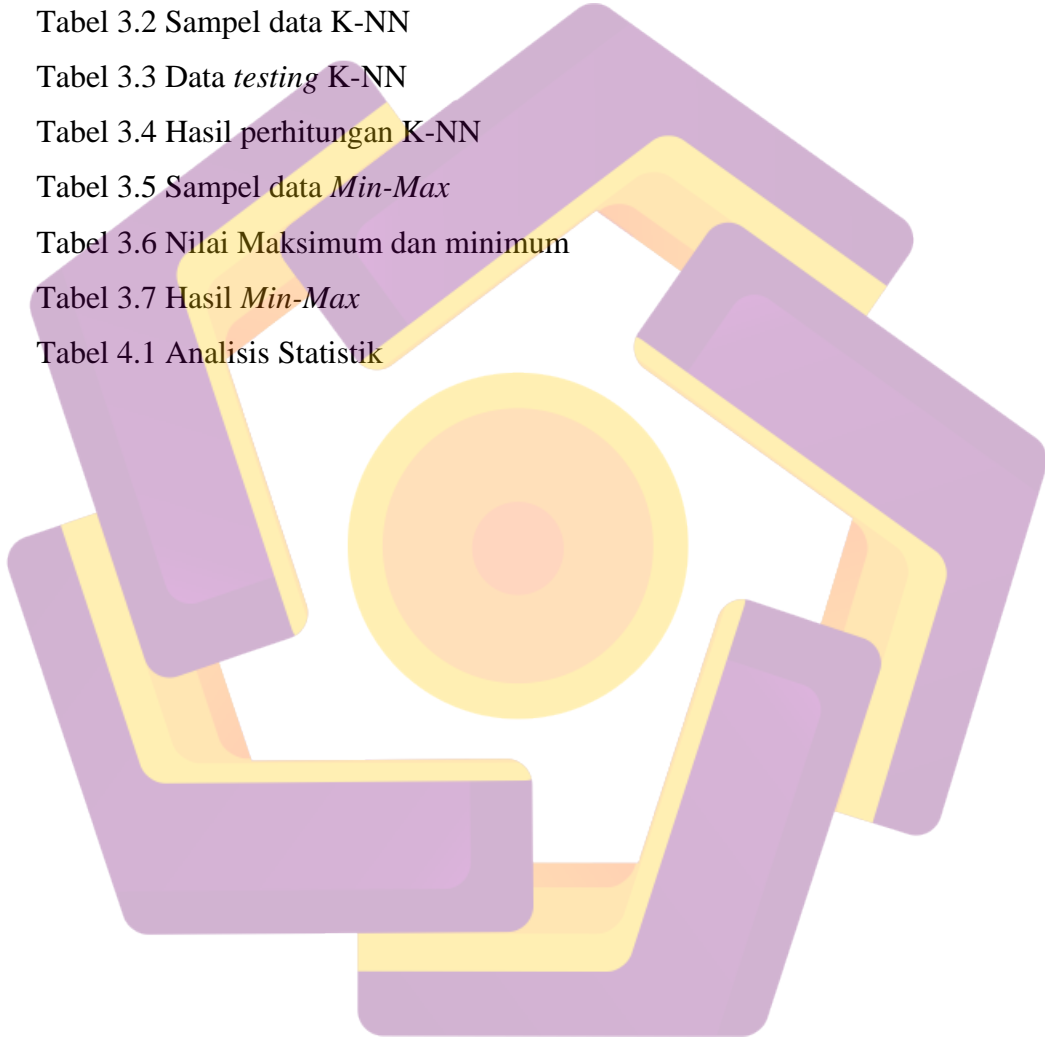 Tabel 3.2 Sampel data K-NN
Tabel 3.3 Data testing K-NN
Tabel 3.4 Hasil perhitungan K-NN
Tabel 3.5 Sampel data Min-Max
Tabel 3.6 Nilai Maksimum dan minimum
Tabel 3.7 Hasil Min-Max
Tabel 4.1 Analisis Statistik